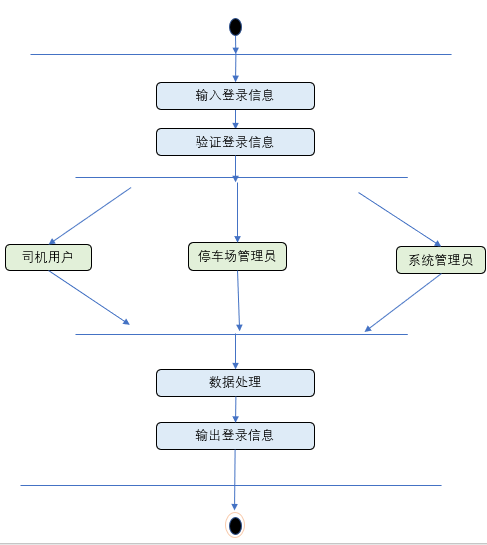 输入登录信息
验证登录信息
司机用户
停车场管理员
系统管理员
数据处理
输出登录信息